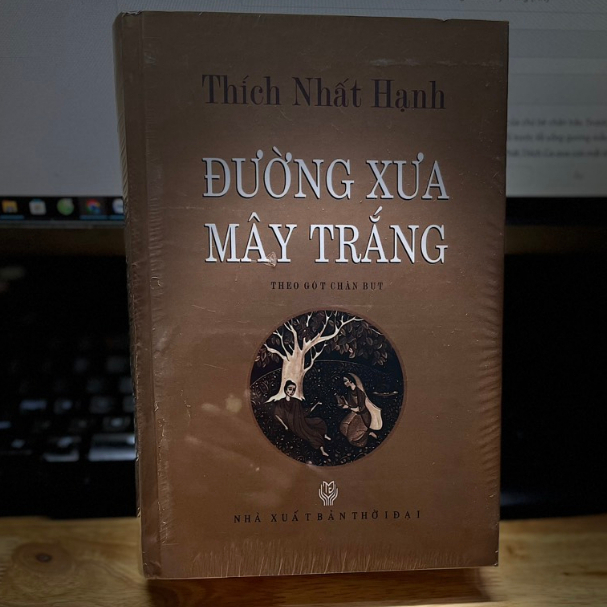 Thích Nhất Hạnh
ĐƯỜNG XƯA
MÂY TRẮNG
THEO GÓT CHÂN BỤT
NHÀ XUẤT BẢN THỜI ĐẠI